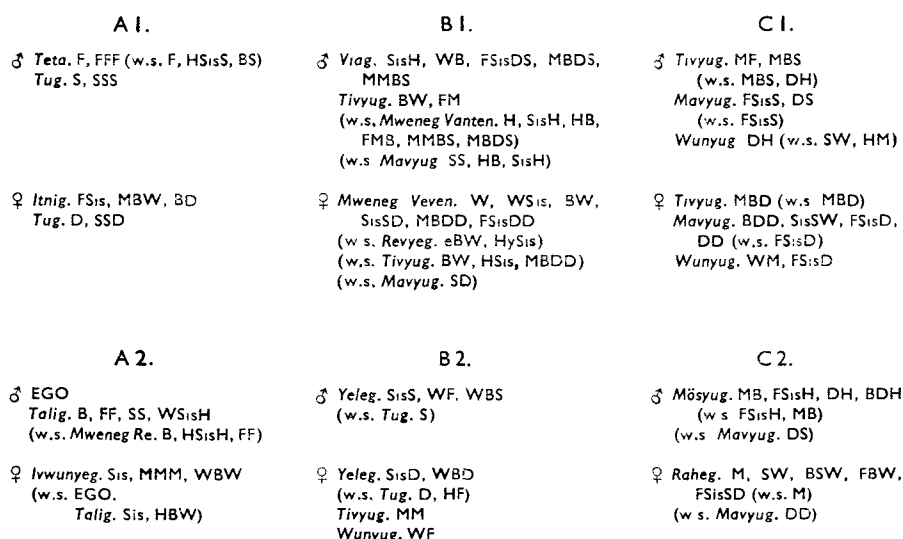 A1.
♂ Teta. F, FFF (w.s. F, HSisS, BS)
Tug. S, SSS
♀ Itnig. FSis, MBW, BD
Tug. D, SSD
B1.
♂ Viag. SisH, WB, FSisDS, MBDS,
MMBS
Tivyug. BW, FM
(w.s. Mweneg Vanten. H, SisH, HB,
FMB, MMBS, MBDS)
(w.s Mavyug SS, HB, SisH)
♀ Mweneg Veven. W, WSis, BW,
SisSD, MBDD, FSisDD
(w s. Revyeg. eBW, HySis)
(w.s. Tivyug. BW, HSis, MBDD)
(w.s. Mavyug. SD)
C1.
♂ Tivyug. MF, MBS
(w.s. MBS, DH)
Mavyug. FSisS, DS
(w.s. FSisS)
Wunyug DH (w.s. SW, HM)
♀ Tivyug. MBD (w.s MBD)
Mavyug. BDD, SisSW, FSisD,
DD (w.s. FSisD)
Wunyug. WM, FSisD
A2.
♂ EGO
Talig. B, FF, SS, WSisH
(w.s. Mweneg Re. B, HSisH, FF)
♀ Ivwunyeg. Sis, MMM, WBW
(w.s. EGO.
Talig. Sis, HBW)
B2.
♂ Yeleg. SisS, WF, WBS
(w.s. Tug. S)
♀ Yeleg. SisD, WBD
(w.s. Tug. D, HF)
Tivyug. MM
Wunyug. WF
C2.
♂ Mösyug. MB, FSisH, DH, BDH
(w s FSisH, MB)
(w.s Mavyug. DS)
♀ Raheg. M, SW, BSW, FBW,
FSisSD (w.s. M)
(w s. Mavyug. DD)